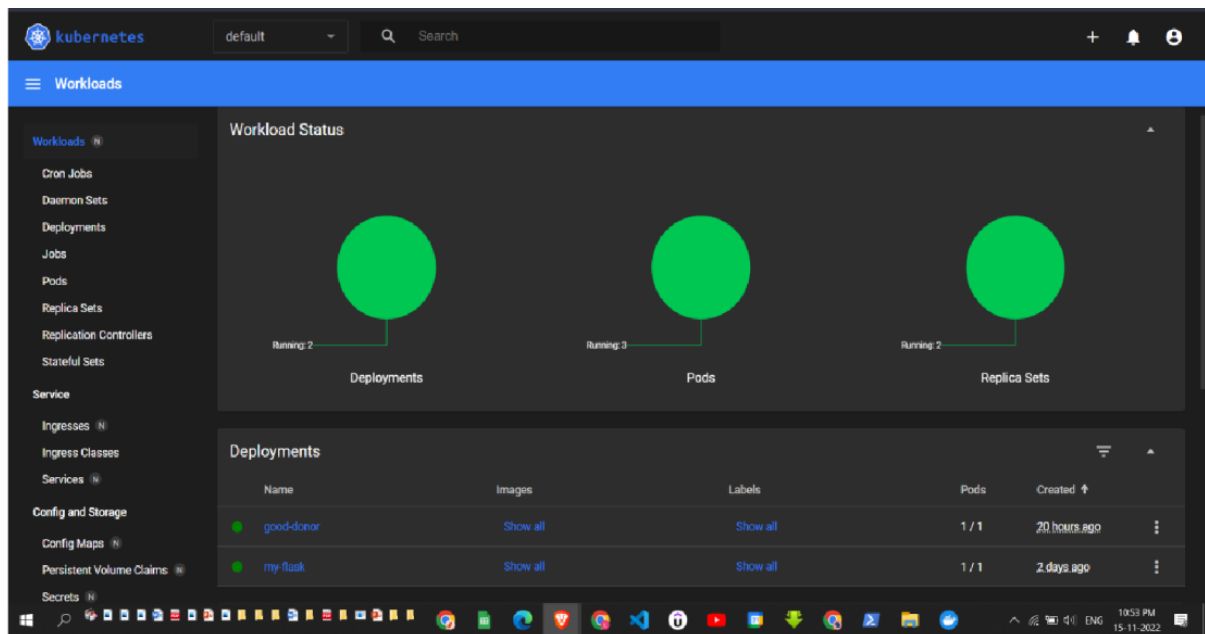 kubernetes default Search
Workloads
Workloads N
Cron Jobs
Daemon Sets
Deployments
Jobs
Pods
Replica Sets
Replication Controllers
Stateful Sets
Service
Ingresses N
Ingress Classes
Services N
Config and Storage
Config Maps N
Persistent Volume Claims N
Secrets N
Workload Status
Running: 2 Running: 3 Running: 2
Deployments Pods Replica Sets
Deployments
Name Images Labels Pods Created
good-donor Show all Show all 1 / 1 20 hours ago
my-flask Show all Show all 1 / 1 2 days ago
ENG 10:53 PM
15-11-2022